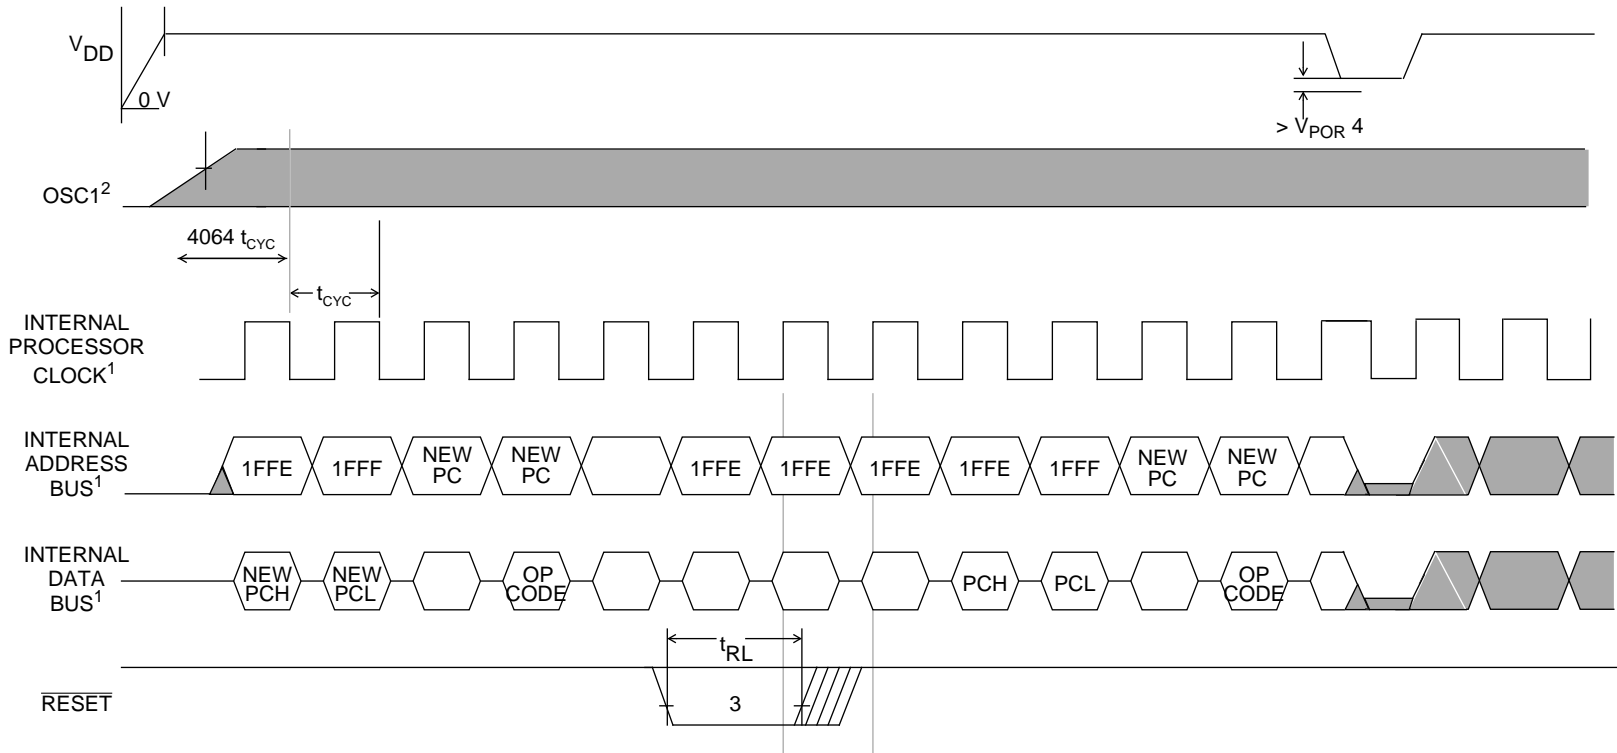 VDD
0 V
> VPOR 4
OSC1²
4064 tCYC
tCYC
INTERNAL
PROCESSOR
CLOCK¹
INTERNAL
ADDRESS
BUS¹
1FFE
1FFF
NEW
PC
NEW
PC
1FFE
1FFE
1FFE
1FFE
1FFF
NEW
PC
NEW
PC
INTERNAL
DATA
BUS¹
NEW
PCH
NEW
PCL
OP
CODE
PCH
PCL
OP
CODE
tRL
RESET
3